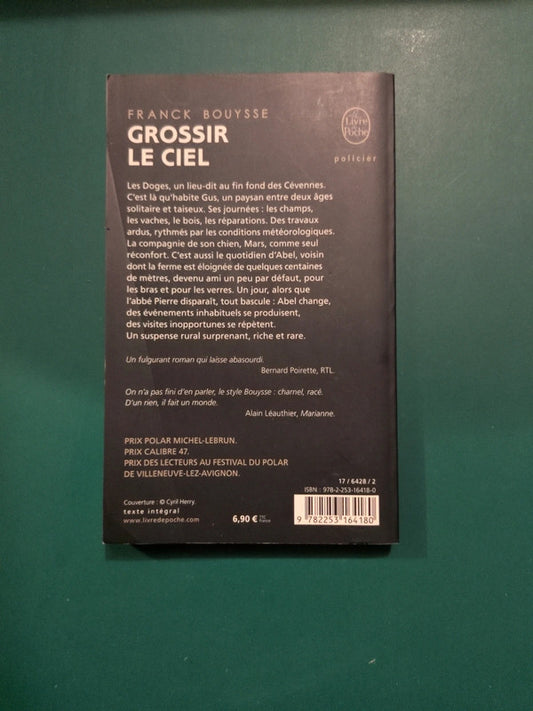 FRANCK BOUYSSE
Le Livre de Poche
GROSSIR
LE CIEL
policier
Les Doges, un lieu-dit au fin fond des Cévennes.
C'est là qu'habite Gus, un paysan entre deux âges
solitaire et taiseux. Ses journées : les champs,
les vaches, le bois, les réparations. Des travaux
ardus, rythmés par les conditions météorologiques.
La compagnie de son chien, Mars, comme seul
réconfort. C'est aussi le quotidien d'Abel, voisin
dont la ferme est éloignée de quelques centaines
de mètres, devenu ami un peu par défaut, pour
les bras et pour les verres. Un jour, alors que
l'abbé Pierre disparaît, tout bascule : Abel change,
des événements inhabituels se produisent,
des visites inopportunes se répètent.
Un suspense rural surprenant, riche et rare.
Un fulgurant roman qui laisse abasourdi.
Bernard Poirette, RTL.
On n'a pas fini d'en parler, le style Bouysse : charnel, racé.
D'un rien, il fait un monde.
Alain Léauthier, Marianne.
PRIX POLAR MICHEL-LEBRUN.
PRIX CALIBRE 47.
PRIX DES LECTEURS AU FESTIVAL DU POLAR
DE VILLENEUVE-LEZ-AVIGNON.
17 / 6428 / 2
ISBN : 978-2-253-16418-0
Couverture : © Cyril Herry.
texte intégral
www.livredepoche.com
6,90 € TTC France
9 782253 164180